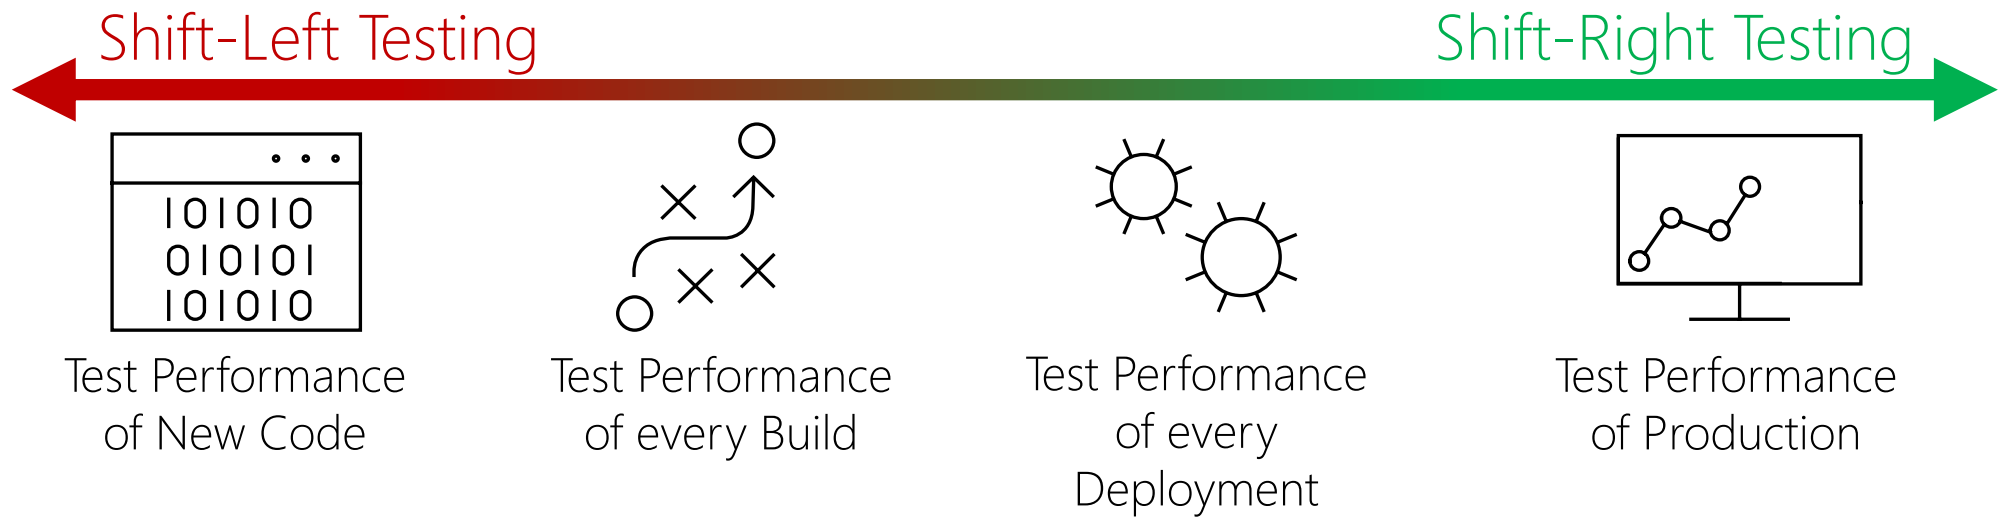 Shift-Left Testing
Shift-Right Testing
101010
010101
101010
Test Performance
of New Code
Test Performance
of every Build
Test Performance
of every
Deployment
Test Performance
of Production